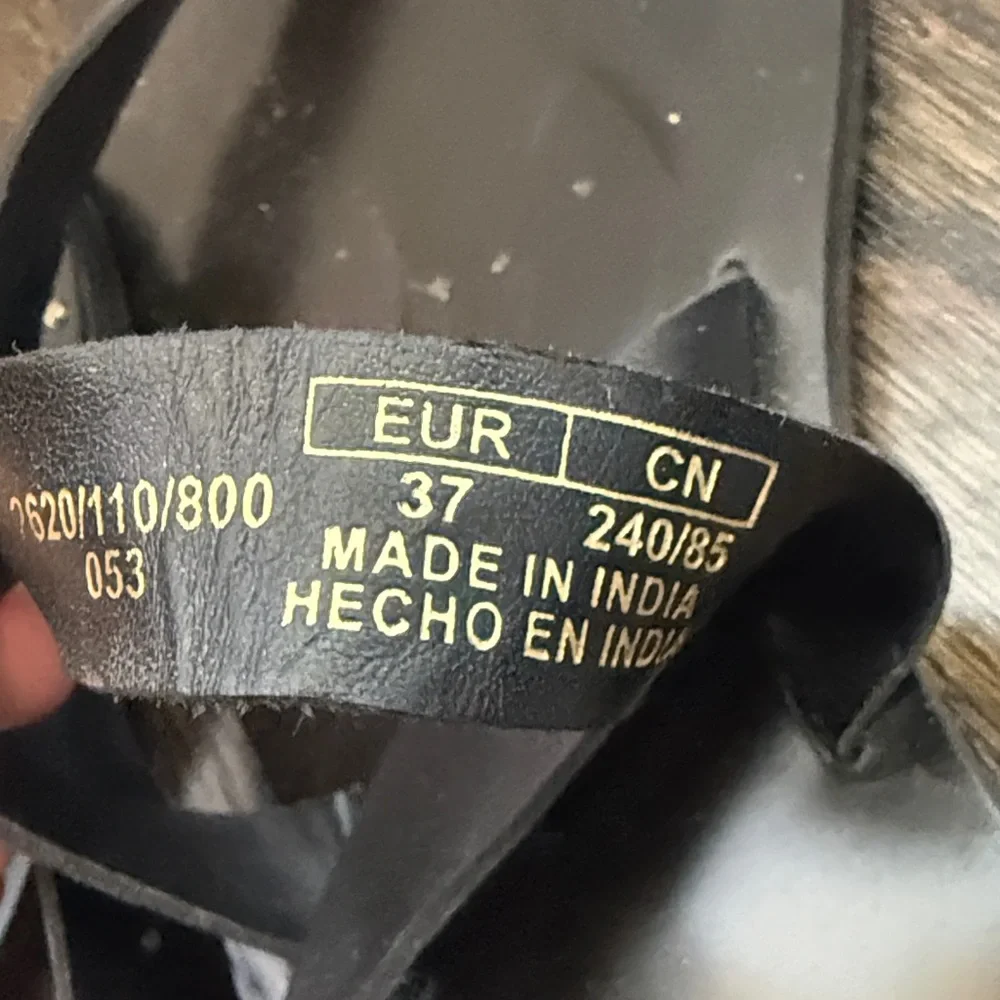 EUR CN
37 240/85
MADE IN INDIA
HECHO EN INDIA
2620/110/800
053